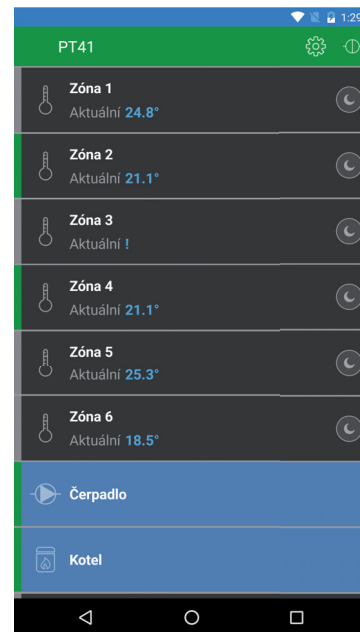 1:29
PT41
Zóna 1
Aktuální 24.8°
Zóna 2
Aktuální 21.1°
Zóna 3
Aktuální !
Zóna 4
Aktuální 21.1°
Zóna 5
Aktuální 25.3°
Zóna 6
Aktuální 18.5°
Čerpadlo
Kotel